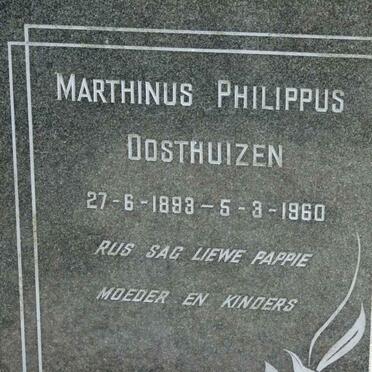 MARTHINUS PHILIPPUS
OOSTHUIZEN
27-6-1893 – 5-3-1960
RUS SAG LIEWE PAPPIE
MOEDER EN KINDERS